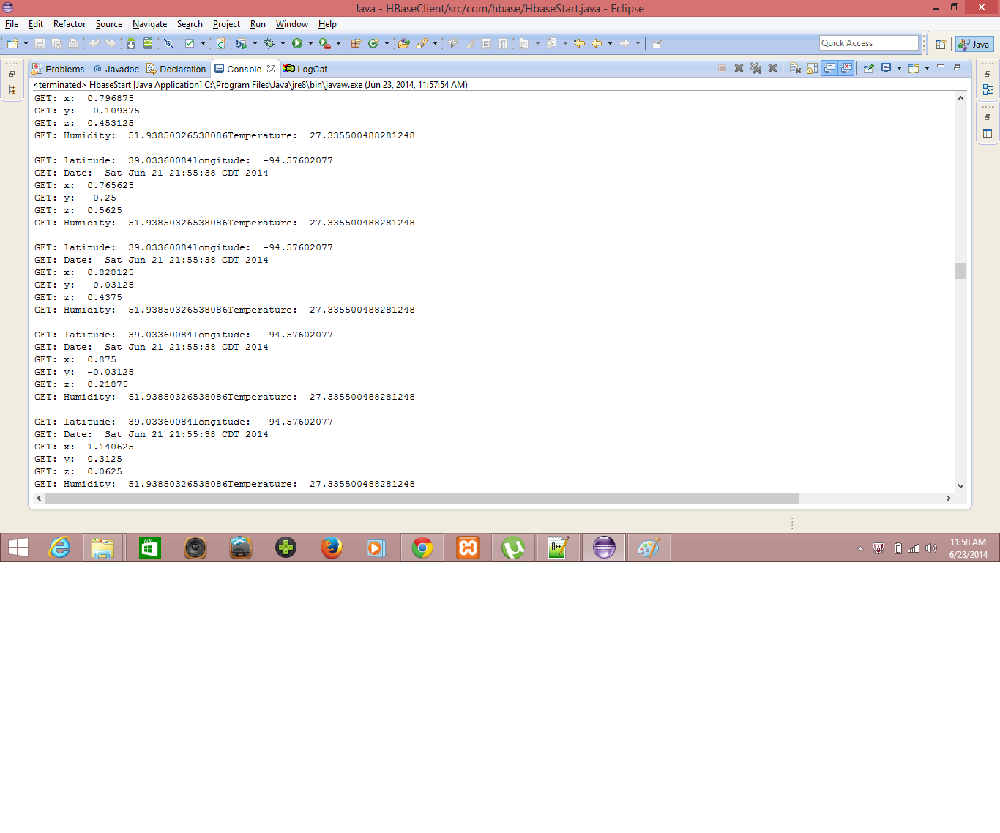 Java - HBaseClient/src/com/hbase/HbaseStart.java - Eclipse
File Edit Refactor Source Navigate Search Project Run Window Help
Quick Access
Java
Problems @ Javadoc Declaration Console LogCat
<terminated> HbaseStart [Java Application] C:\Program Files\Java\jre8\bin\javaw.exe (Jun 23, 2014, 11:57:54 AM)
GET: x:  0.796875
GET: y:  -0.109375
GET: z:  0.453125
GET: Humidity:  51.93850326538086Temperature:  27.335500488281248
GET: latitude:  39.03360084longitude:  -94.57602077
GET: Date:  Sat Jun 21 21:55:38 CDT 2014
GET: x:  0.765625
GET: y:  -0.25
GET: z:  0.5625
GET: Humidity:  51.93850326538086Temperature:  27.335500488281248
GET: latitude:  39.03360084longitude:  -94.57602077
GET: Date:  Sat Jun 21 21:55:38 CDT 2014
GET: x:  0.828125
GET: y:  -0.03125
GET: z:  0.4375
GET: Humidity:  51.93850326538086Temperature:  27.335500488281248
GET: latitude:  39.03360084longitude:  -94.57602077
GET: Date:  Sat Jun 21 21:55:38 CDT 2014
GET: x:  0.875
GET: y:  -0.03125
GET: z:  0.21875
GET: Humidity:  51.93850326538086Temperature:  27.335500488281248
GET: latitude:  39.03360084longitude:  -94.57602077
GET: Date:  Sat Jun 21 21:55:38 CDT 2014
GET: x:  1.140625
GET: y:  0.3125
GET: z:  0.0625
GET: Humidity:  51.93850326538086Temperature:  27.335500488281248
DOC
11:58 AM
6/23/2014